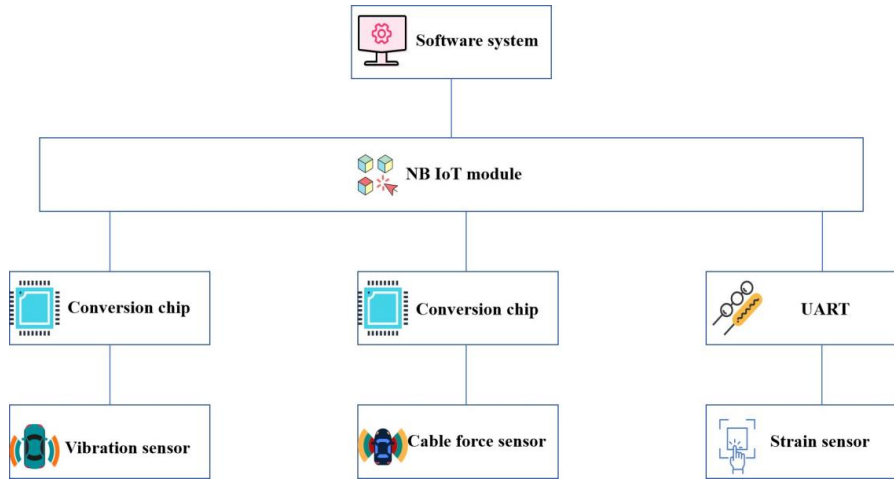 Software system
NB IoT module
Conversion chip
Conversion chip
UART
Vibration sensor
Cable force sensor
Strain sensor